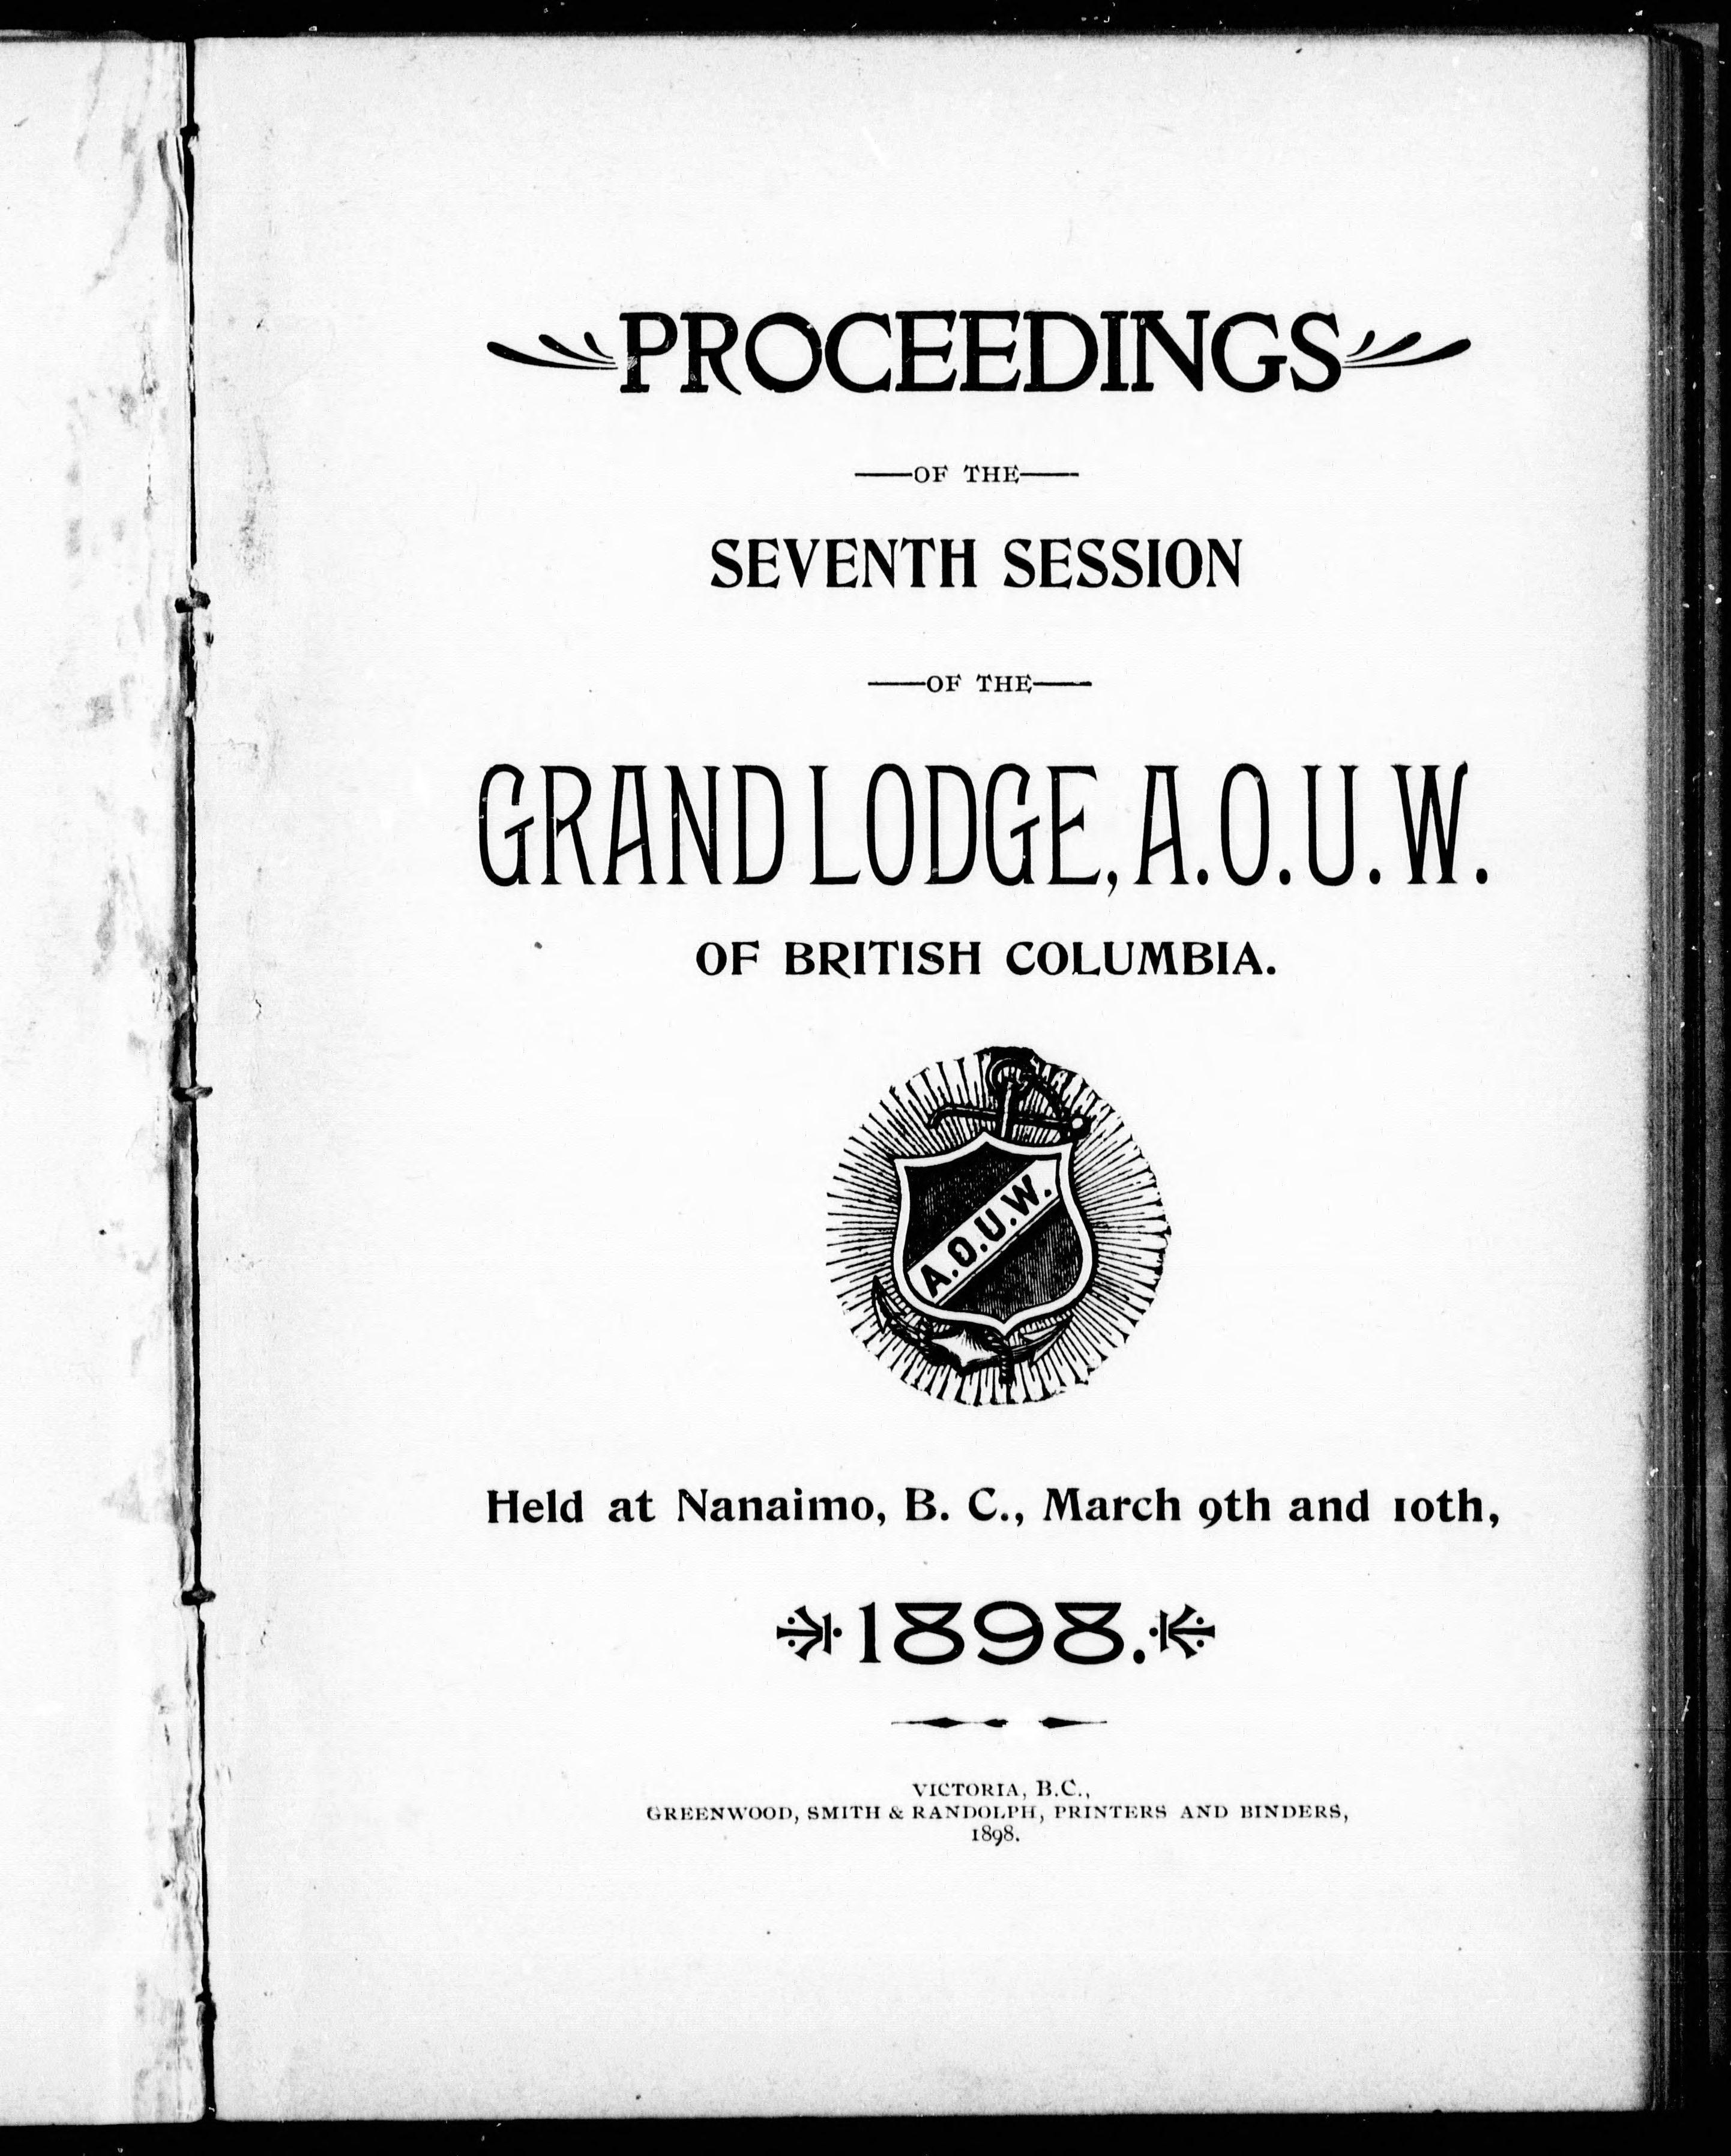 PROCEEDINGS
OF THE
SEVENTH SESSION
OF THE
GRAND LODGE, A. O. U. W.
OF BRITISH COLUMBIA.
A.O.U.W.
Held at Nanaimo, B. C., March 9th and 10th,
1898.
VICTORIA, B.C.,
GREENWOOD, SMITH & RANDOLPH, PRINTERS AND BINDERS,
1898.